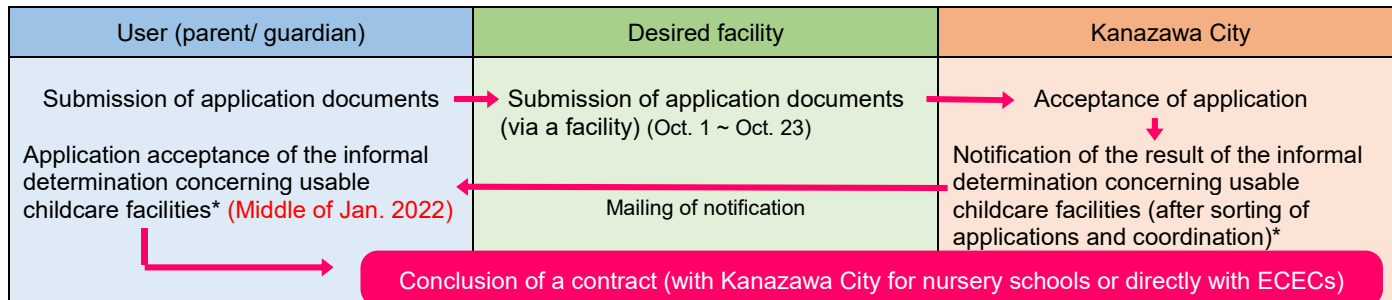 User (parent/ guardian)
Desired facility
Kanazawa City
Submission of application documents
Submission of application documents
(via a facility) (Oct. 1 ~ Oct. 23)
Acceptance of application
Application acceptance of the informal
determination concerning usable
childcare facilities* (Middle of Jan. 2022)
Mailing of notification
Notification of the result of the informal
determination concerning usable
childcare facilities (after sorting of
applications and coordination)*
Conclusion of a contract (with Kanazawa City for nursery schools or directly with ECECs)